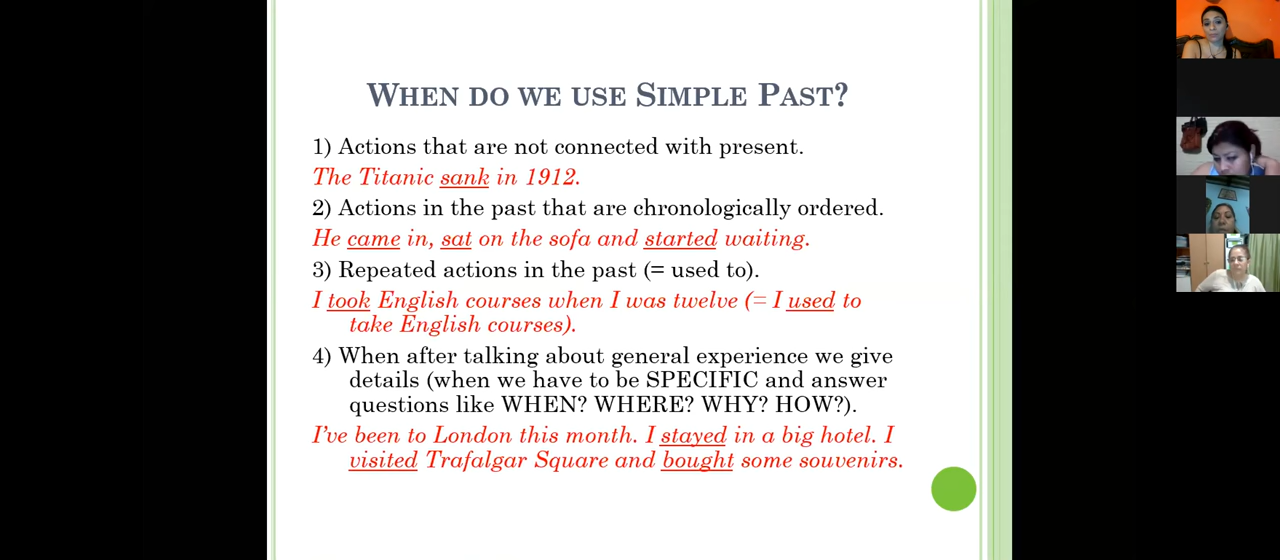 WHEN DO WE USE SIMPLE PAST?
1) Actions that are not connected with present.
The Titanic sank in 1912.
2) Actions in the past that are chronologically ordered.
He came in, sat on the sofa and started waiting.
3) Repeated actions in the past (= used to).
I took English courses when I was twelve (= I used to
take English courses).
4) When after talking about general experience we give
details (when we have to be SPECIFIC and answer
questions like WHEN? WHERE? WHY? HOW?).
I’ve been to London this month. I stayed in a big hotel. I
visited Trafalgar Square and bought some souvenirs.